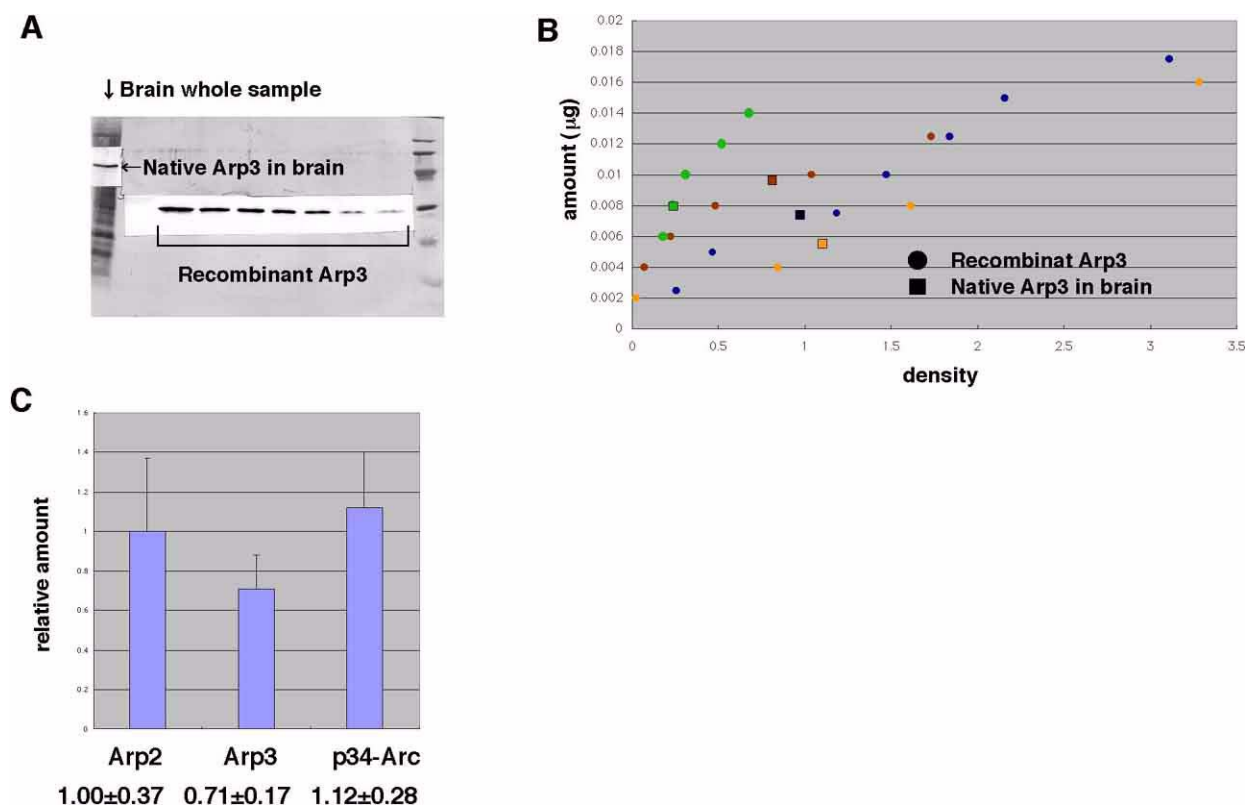 A
↓Brain whole sample
←Native Arp3 in brain
Recombinant Arp3
B
amount (µg)
0.02
0.018
0.016
0.014
0.012
0.01
0.008
0.006
0.004
0.002
0
0 0.5 1 1.5 2 2.5 3 3.5
density
Recombinat Arp3
Native Arp3 in brain
C
relative amount
1.6
1.4
1.2
1
0.8
0.6
0.4
0.2
0
Arp2 Arp3 p34-Arc
1.00±0.37 0.71±0.17 1.12±0.28